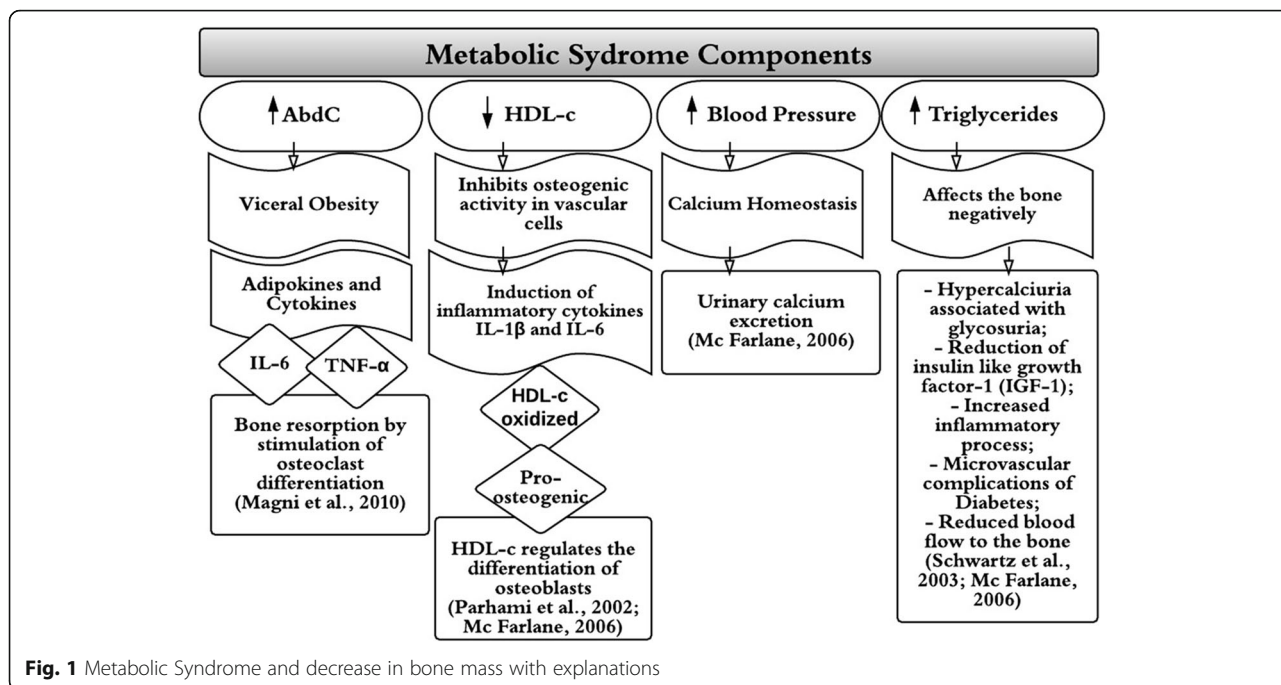 Metabolic Sydrome Components
AbdC
Viceral Obesity
Adipokines and
Cytokines
IL-6
TNF-α
Bone resorption by
stimulation of
osteoclast
differentiation
(Magni et al., 2010)
HDL-c
Inhibits osteogenic
activity in vascular
cells
Induction of
inflammatory cytokines
IL-1β and IL-6
HDL-c
oxidized
Pro-
osteogenic
HDL-c regulates the
differentiation of
osteoblasts
(Parhami et al., 2002;
Mc Farlane, 2006)
Blood Pressure
Calcium Homeostasis
Urinary calcium
excretion
(Mc Farlane, 2006)
Triglycerides
Affects the bone
negatively
- Hypercalciuria
associated with
glycosuria;
- Reduction of
insulin like growth
factor-1 (IGF-1);
- Increased
inflammatory
process;
- Microvascular
complications of
Diabetes;
- Reduced blood
flow to the bone
(Schwartz et al.,
2003; Mc Farlane,
2006)
Fig. 1 Metabolic Syndrome and decrease in bone mass with explanations